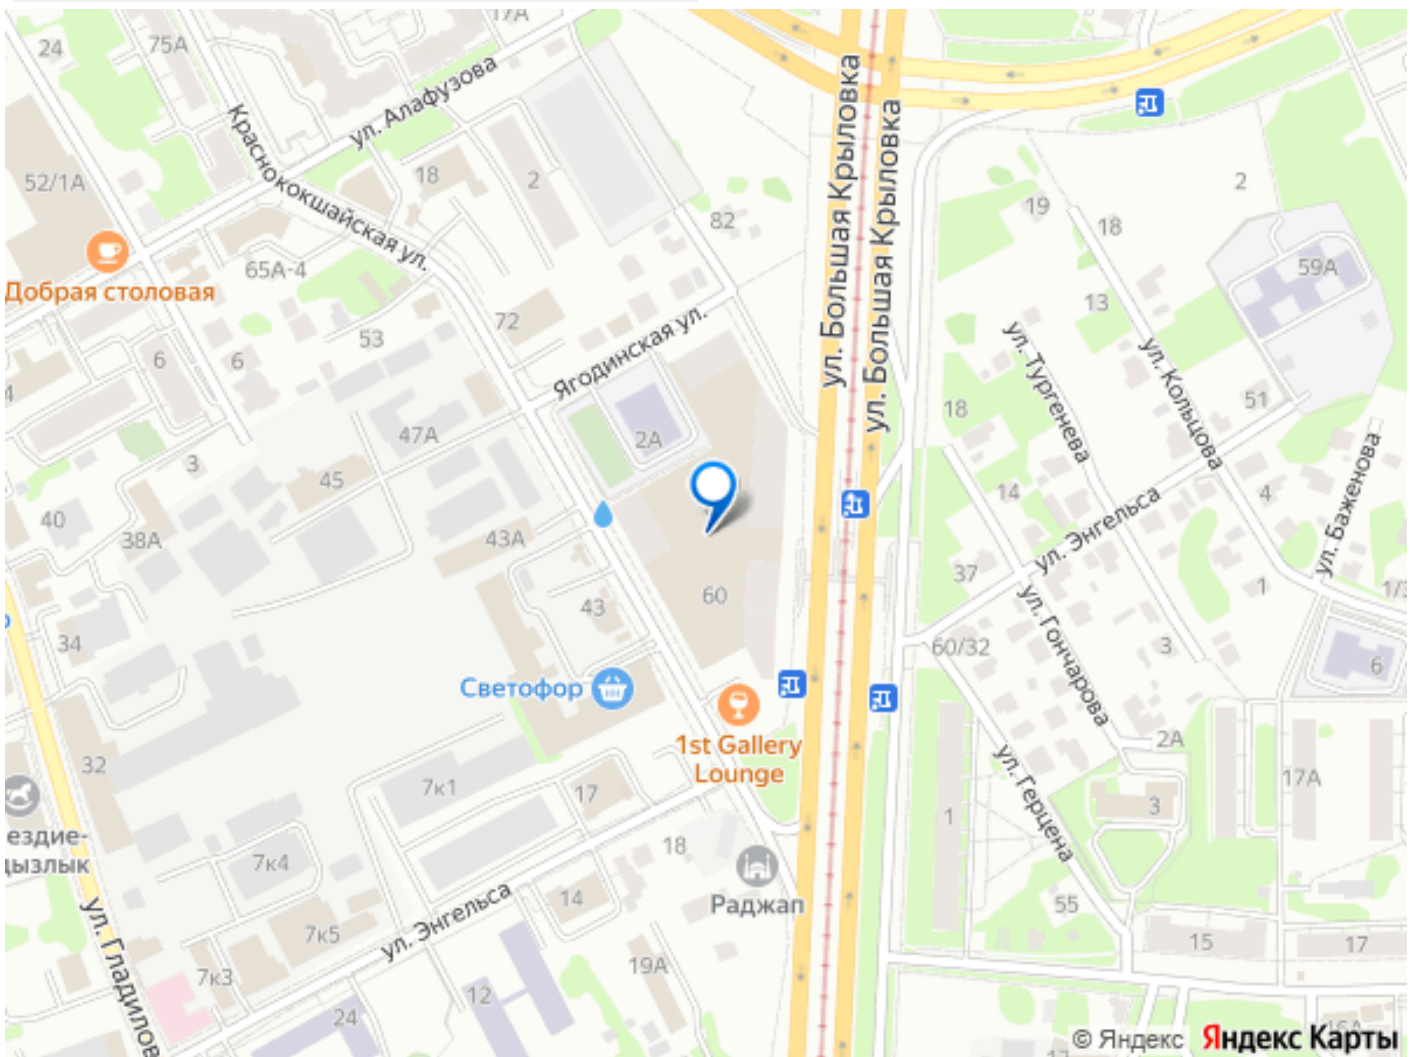 17А
75А
24
ул. Алафузова
ул. Большая Крыловка
ул. Большая Крыловка
Краснококшайская ул.
52/1А
18
2
2
19
18
82
65А-4
59А
Добрая столовая
13
72
53
6
6
Ягодинская ул.
ул. Тургенева
ул. Кольцова
51
18
47А
2А
ул. Баженова
3
45
14
4
ул. Энгельса
40
38А
43А
37
1
60
43
ул. Гончарова
34
60/32
3
6
Светофор
2А
1st Gallery
Lounge
ул. Герцена
32
7к1
17
17А
3
1
ездие-
18
7к4
Раджап
14
55
ул. Гладилов
7к5
ул. Энгельса
15
17
7к3
19А
12
24
© Яндекс Яндекс Карты